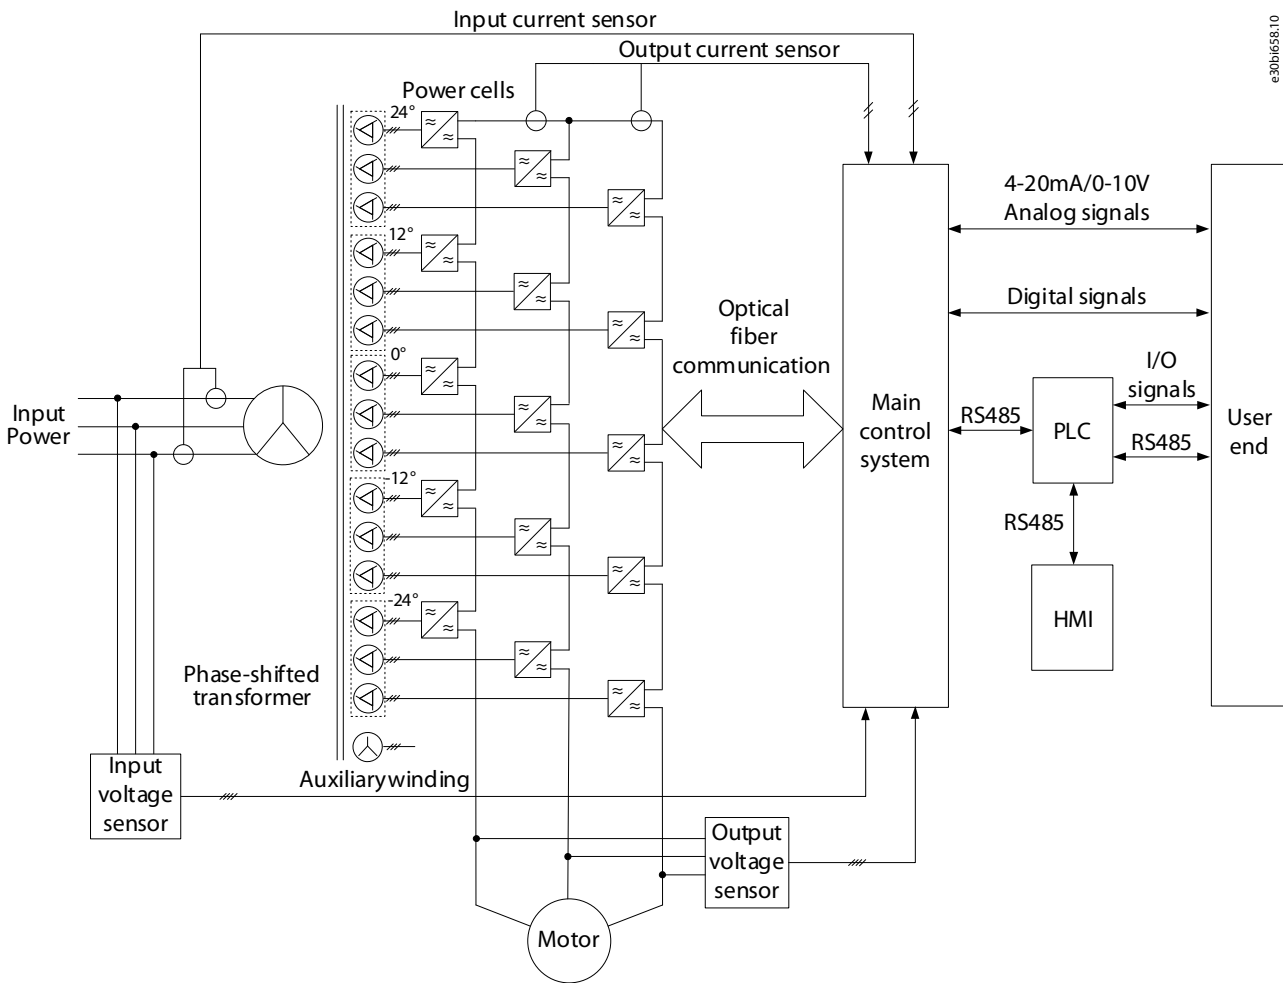 Input current sensor
Output current sensor
e30bi658.10
Power cells
24°
12°
0°
-12°
-24°
Input
Power
Phase-shifted
transformer
Auxiliary winding
Input
voltage
sensor
Output
voltage
sensor
Motor
Optical
fiber
communication
Main
control
system
4-20mA/0-10V
Analog signals
Digital signals
I/O
signals
RS485
PLC
RS485
RS485
HMI
User
end